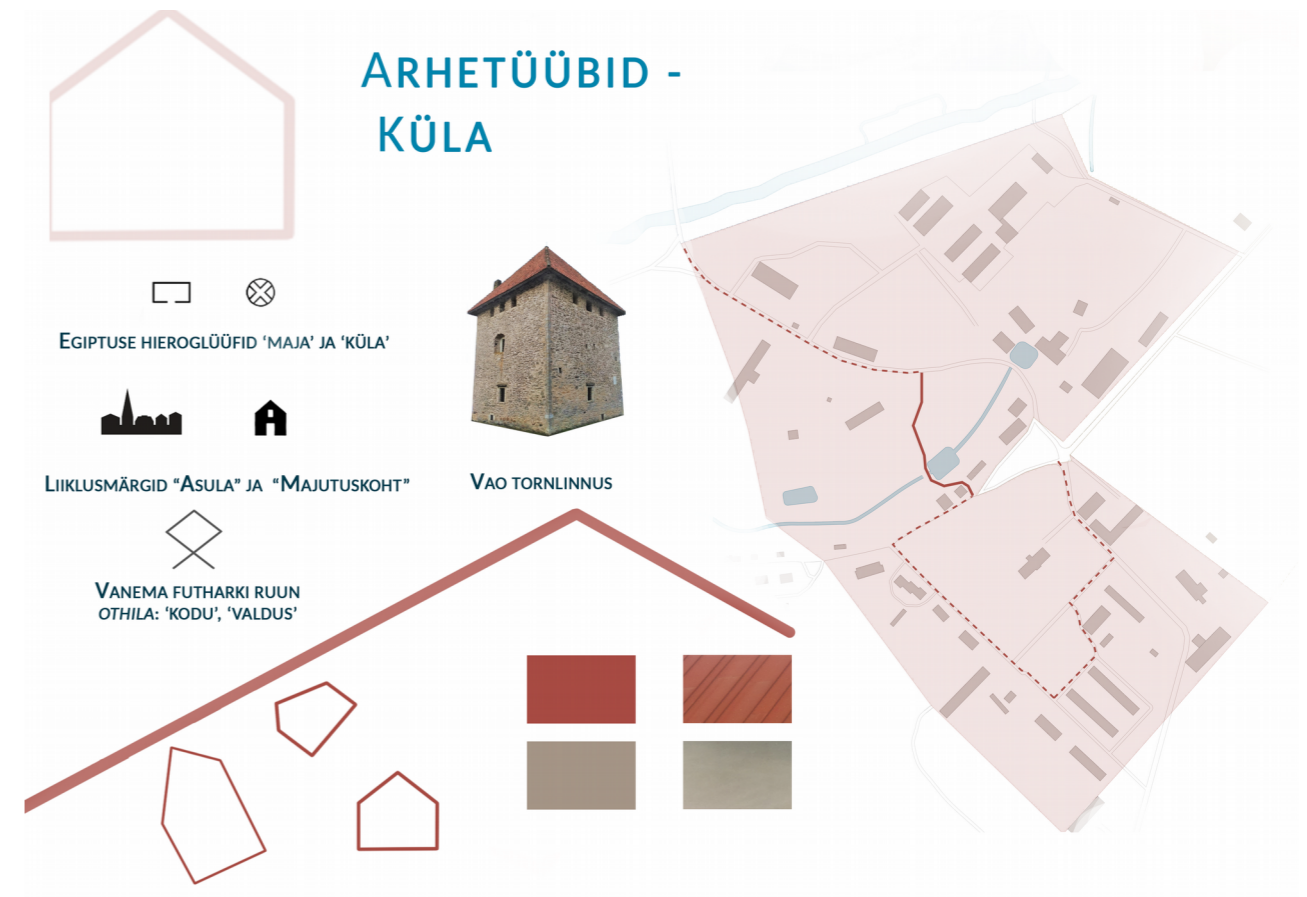 Arhetüübid -
Küla
Egiptuse hieroglüüfid ‘maja’ ja ‘küla’
Liiklusmärgid “Asula” ja “Majutuskoht”
Vao tornlinnus
Vanema futharki ruun
othila: ‘kodu’, ‘valdus’